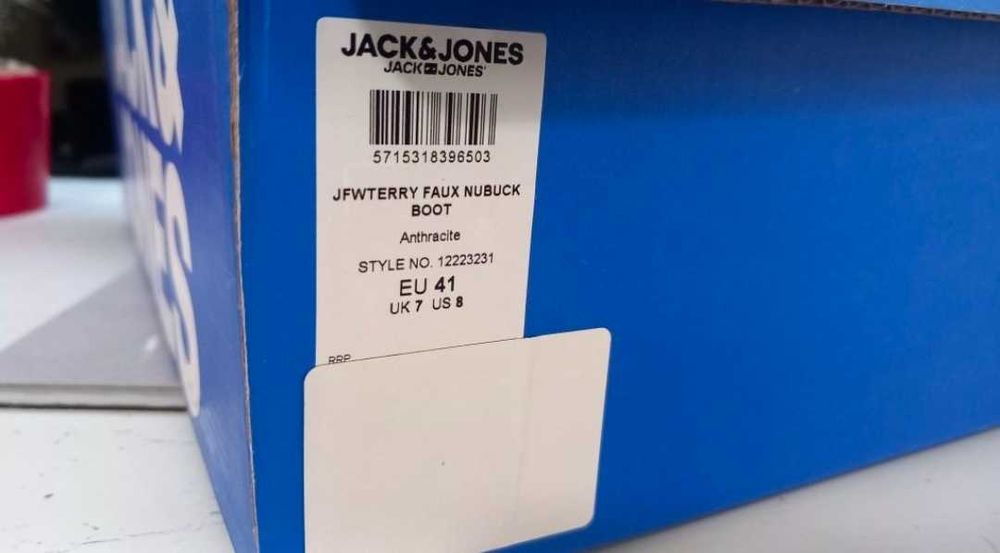 JACK&JONES
JACK JONES
5715318396503
JFWTERRY FAUX NUBUCK
BOOT
Anthracite
STYLE NO. 12223231
EU 41
UK 7 US 8
RRP